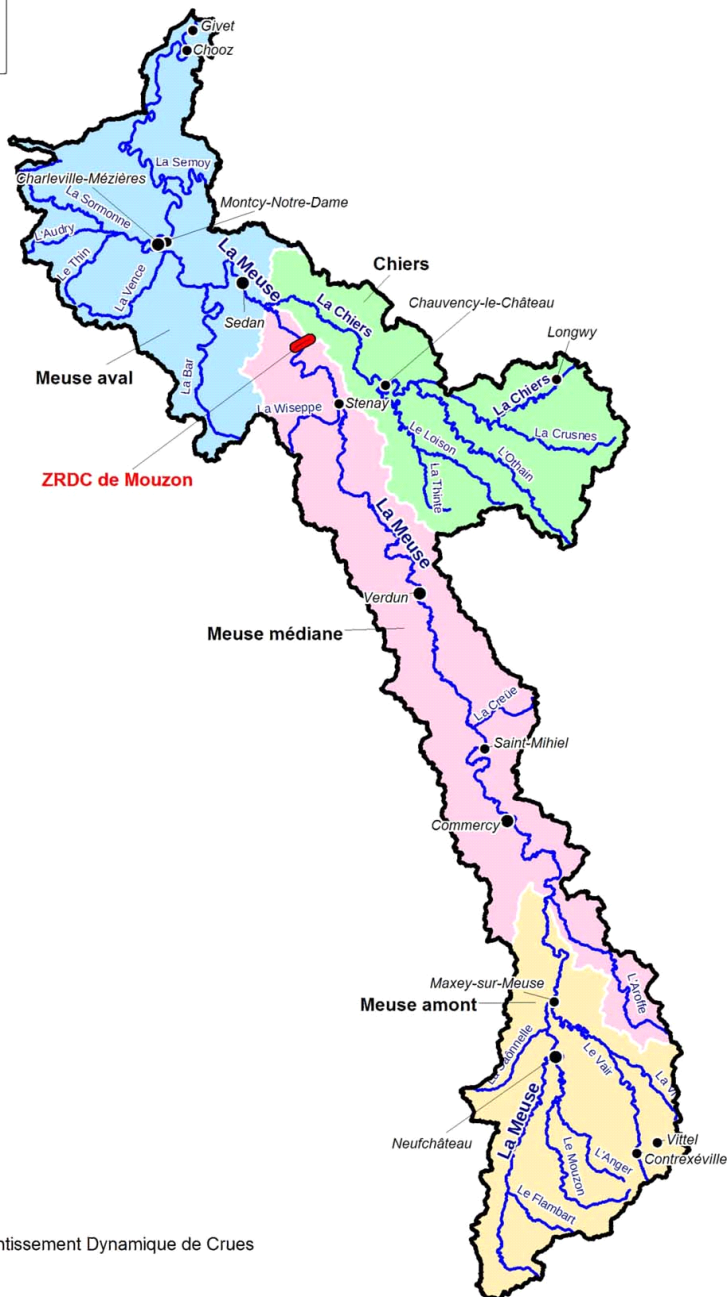 Givet
Chooz
La Semoy
Charleville-Mézières
La Sormonne
Montcy-Notre-Dame
L'Audry
Le Thin
La Vence
La Meuse
Chiers
La Chiers
Chauvency-le-Château
Sedan
Longwy
Meuse aval
La Bar
La Chiers
La Wiseppe
Stenay
Le Loison
La Crusnes
L'Othain
La Thinte
ZRDC de Mouzon
La Meuse
Verdun
Meuse médiane
La Creüe
Saint-Mihiel
Commercy
L'Aroffe
Maxey-sur-Meuse
Meuse amont
La Saônnelle
Le Vair
La
La Meuse
Neufchâteau
Vittel
Contrexéville
Le Mouzon
L'Anger
Le Flambart
ntissement Dynamique de Crues